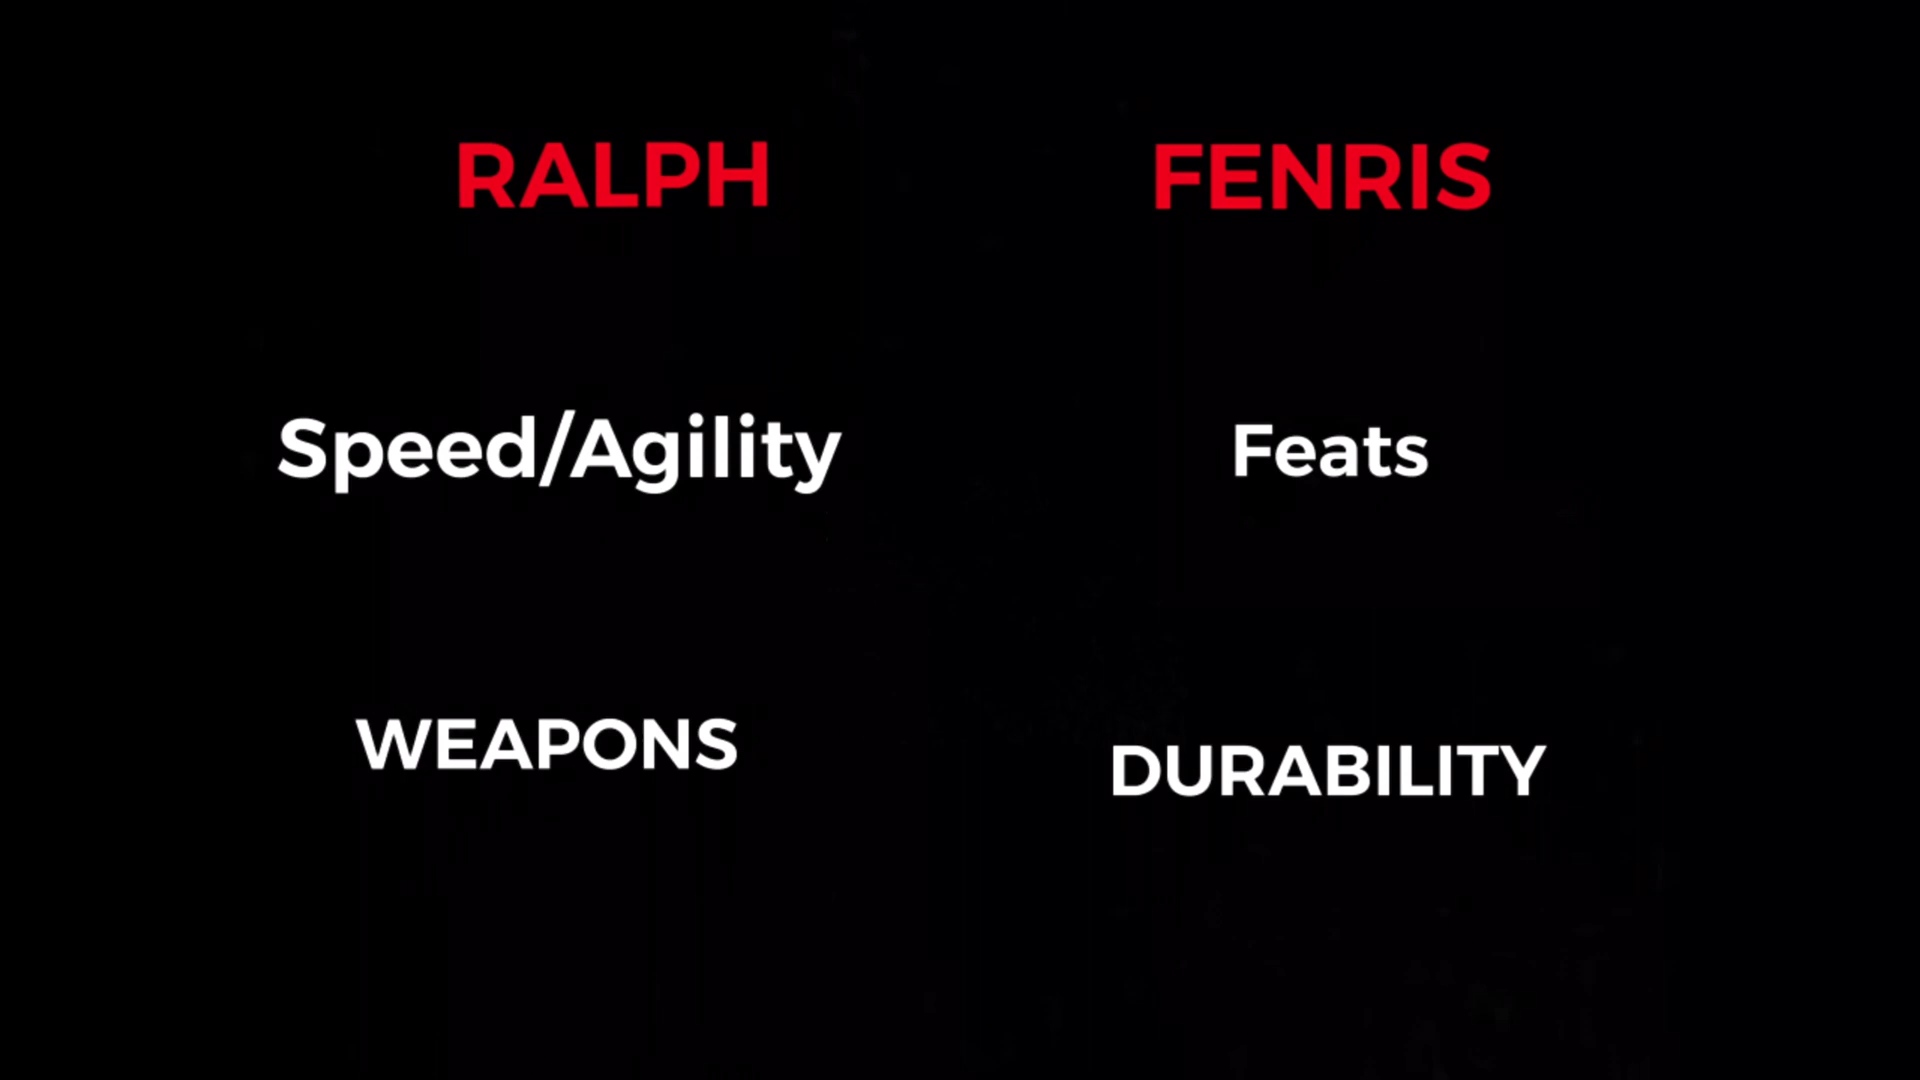 RALPH
FENRIS
Speed/Agility
Feats
WEAPONS
DURABILITY